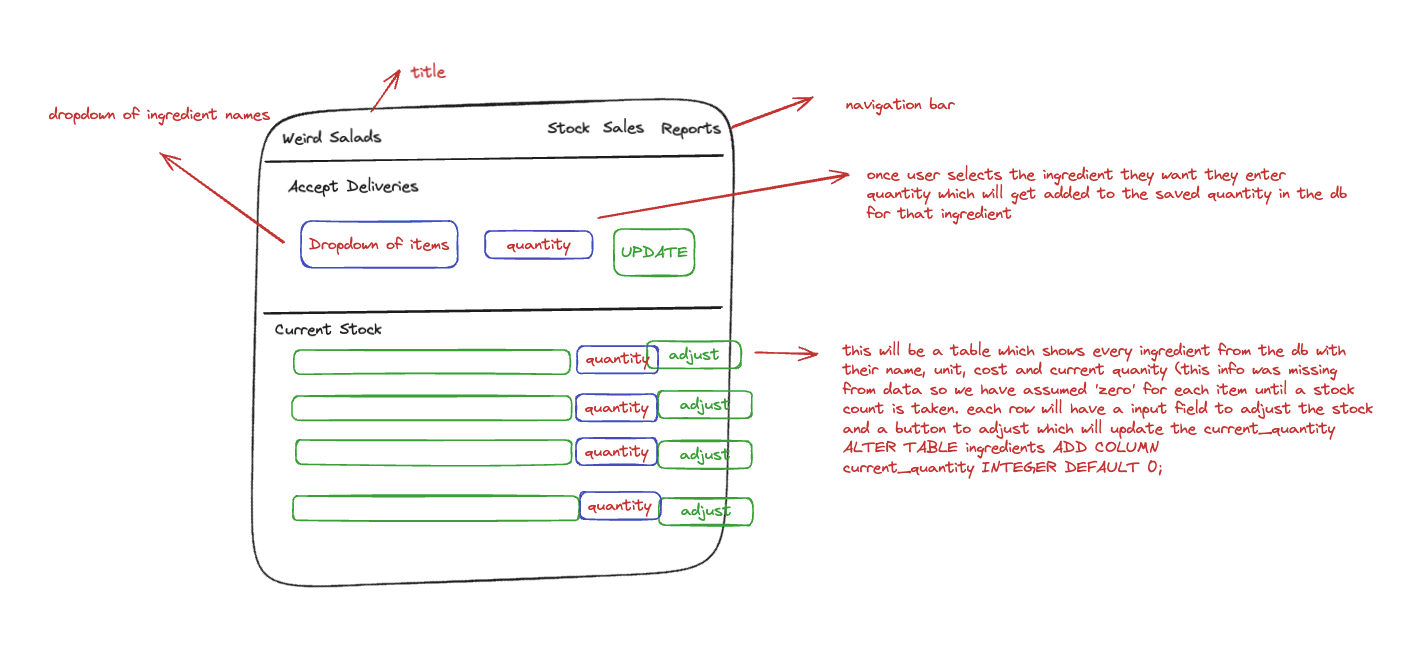 title
dropdown of ingredient names
navigation bar
Weird Salads
Stock Sales Reports
Accept Deliveries
once user selects the ingredient they want they enter
quantity which will get added to the saved quantity in the db
for that ingredient
Dropdown of items
quantity
UPDATE
Current Stock
quantity
adjust
quantity
adjust
quantity
adjust
quantity
adjust
this will be a table which shows every ingredient from the db with
their name, unit, cost and current quanity (this info was missing
from data so we have assumed 'zero' for each item until a stock
count is taken. each row will have a input field to adjust the stock
and a button to adjust which will update the current_quantity
ALTER TABLE ingredients ADD COLUMN
current_quantity INTEGER DEFAULT 0;